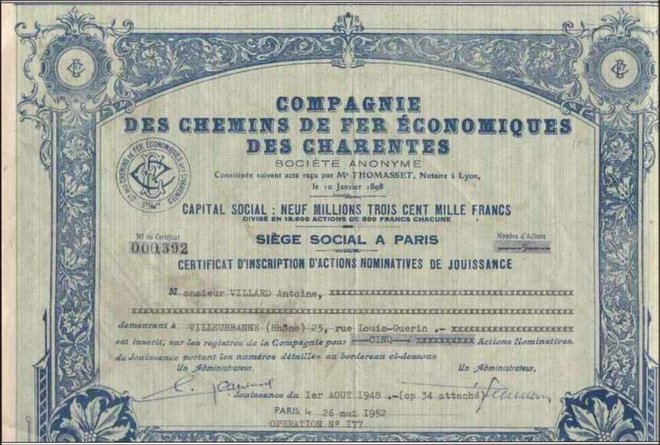 COMPAGNIE
DES CHEMINS DE FER ÉCONOMIQUES
DES CHARENTES
SOCIÉTÉ ANONYME
Constituée suivant acte reçu par Me THOMASSET, Notaire à Lyon,
le 10 Janvier 1898
CAPITAL SOCIAL : NEUF MILLIONS TROIS CENT MILLE FRANCS
DIVISÉ EN 18.600 ACTIONS DE 500 FRANCS CHACUNE
No du Certificat
000,392
SIÈGE SOCIAL A PARIS
Nombre d'Actions
CERTIFICAT D'INSCRIPTION D'ACTIONS NOMINATIVES DE JOUISSANCE
Monsieur VILLARD Antoine, xxxxxxxxxxxxxxxxxxxxxxxxxxxxxx
demeurant à VILLEURBANNE (Rhône) 25, rue Louis-Guerin .- xxxxxxxxxxxxxxx
est inscrit, sur les registres de la Compagnie pour ---CINQ--- xxxxxxxxxx Actions Nominatives
de Jouissance portant les numéros détaillés au bordereau ci-dessous
Un Administrateur. Un Administrateur.
Jouissance du 1er AOUT 1948 .-(cp 34 attaché)
PARIS, le 26 mai 1952
OPERATION N° 177